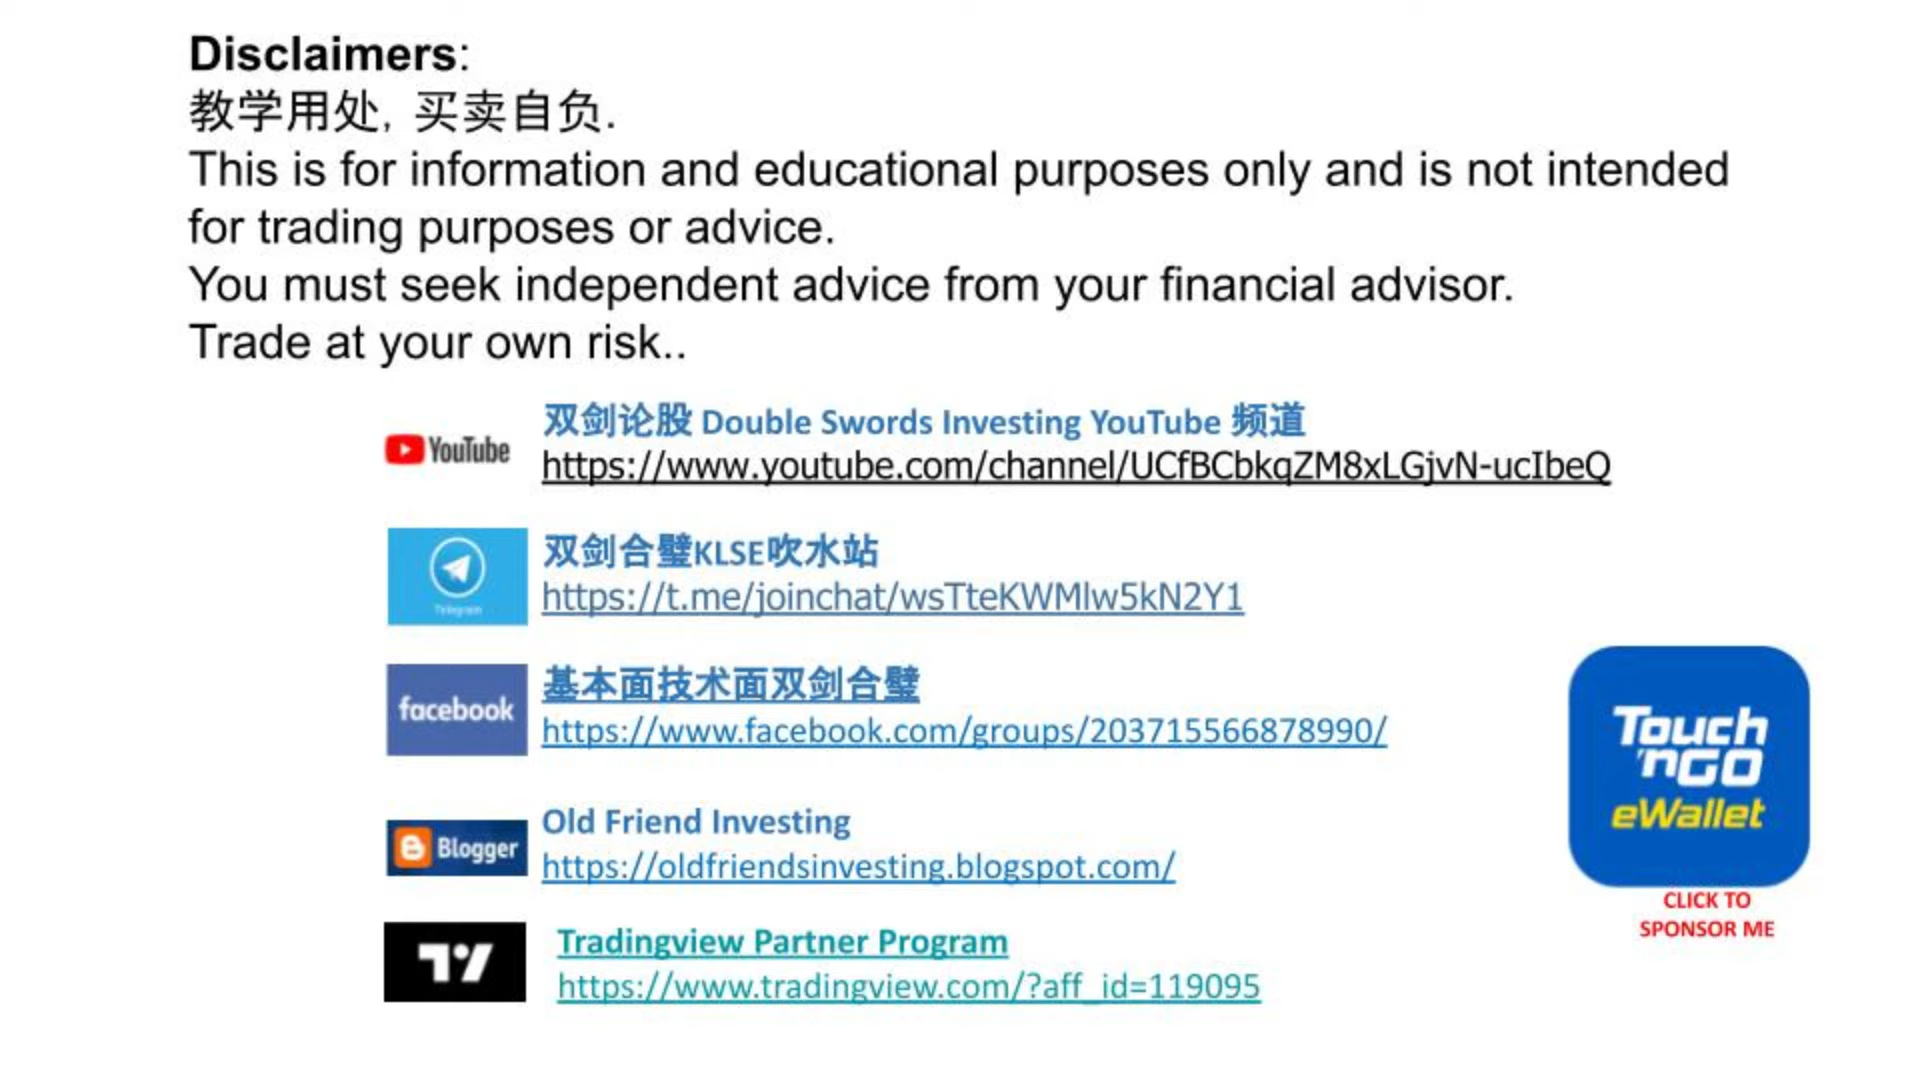 Disclaimers:
教学用处, 买卖自负.
This is for information and educational purposes only and is not intended
for trading purposes or advice.
You must seek independent advice from your financial advisor.
Trade at your own risk..
YouTube
双剑论股 Double Swords Investing YouTube 频道
https://www.youtube.com/channel/UCfBCbkqZM8xLGjvN-ucIbeQ
Telegram
双剑合璧KLSE吹水站
https://t.me/joinchat/wsTteKWMlw5kN2Y1
facebook
基本面技术面双剑合璧
https://www.facebook.com/groups/203715566878990/
Blogger
Old Friend Investing
https://oldfriendsinvesting.blogspot.com/
Tradingview Partner Program
https://www.tradingview.com/?aff_id=119095
Touch
'nGO
eWallet
CLICK TO
SPONSOR ME